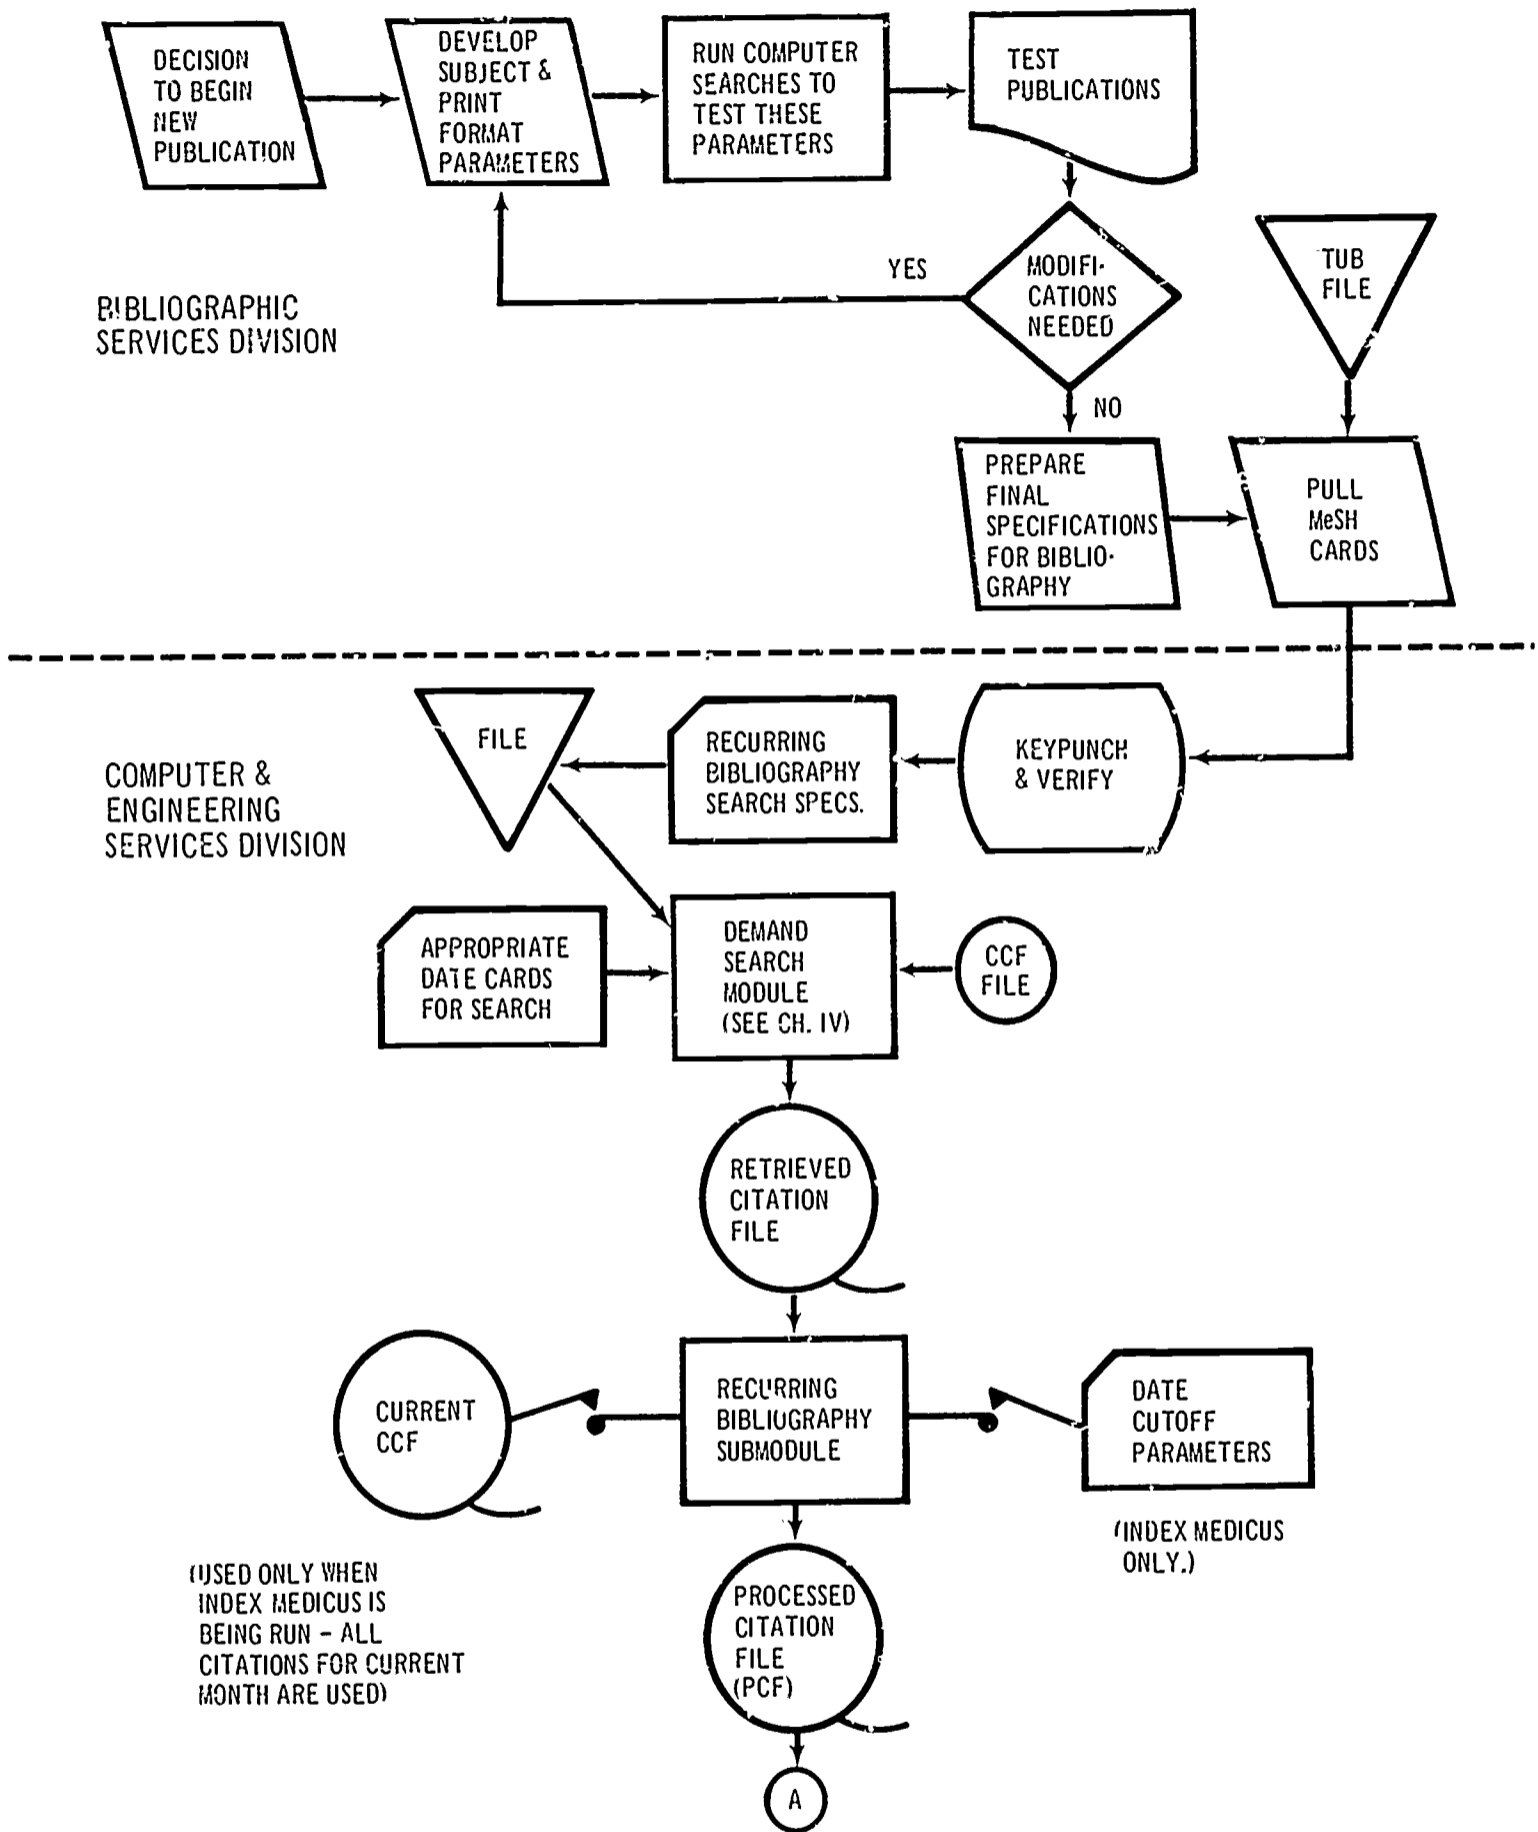 DECISION
TO BEGIN
NEW
PUBLICATION
DEVELOP
SUBJECT &
PRINT
FORMAT
PARAMETERS
RUN COMPUTER
SEARCHES TO
TEST THESE
PARAMETERS
TEST
PUBLICATIONS
YES
MODIFI-
CATIONS
NEEDED
TUB
FILE
BIBLIOGRAPHIC
SERVICES DIVISION
NO
PREPARE
FINAL
SPECIFICATIONS
FOR BIBLIO-
GRAPHY
PULL
MeSH
CARDS
COMPUTER &
ENGINEERING
SERVICES DIVISION
FILE
RECURRING
BIBLIOGRAPHY
SEARCH SPECS.
KEYPUNCH
& VERIFY
APPROPRIATE
DATE CARDS
FOR SEARCH
DEMAND
SEARCH
MODULE
(SEE CH. IV)
CCF
FILE
RETRIEVED
CITATION
FILE
CURRENT
CCF
RECURRING
BIBLIOGRAPHY
SUBMODULE
DATE
CUTOFF
PARAMETERS
(USED ONLY WHEN
INDEX MEDICUS IS
BEING RUN - ALL
CITATIONS FOR CURRENT
MONTH ARE USED)
(INDEX MEDICUS
ONLY.)
PROCESSED
CITATION
FILE
(PCF)
A